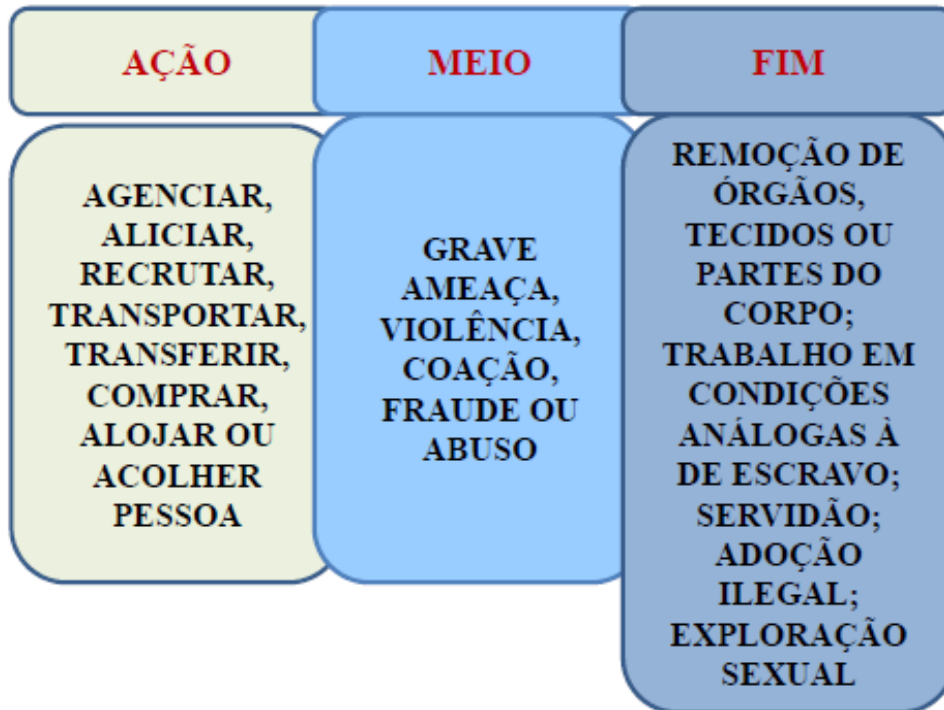 AÇÃO
AGENCIAR,
ALICIAR,
RECRUTAR,
TRANSPORTAR,
TRANSFERIR,
COMPRAR,
ALOJAR OU
ACOLHER
PESSOA
MEIO
GRAVE
AMEAÇA,
VIOLÊNCIA,
COAÇÃO,
FRAUDE OU
ABUSO
FIM
REMOÇÃO DE
ÓRGÃOS,
TECIDOS OU
PARTES DO
CORPO;
TRABALHO EM
CONDIÇÕES
ANÁLOGAS À
DE ESCRAVO;
SERVIDÃO;
ADOÇÃO
ILEGAL;
EXPLORAÇÃO
SEXUAL